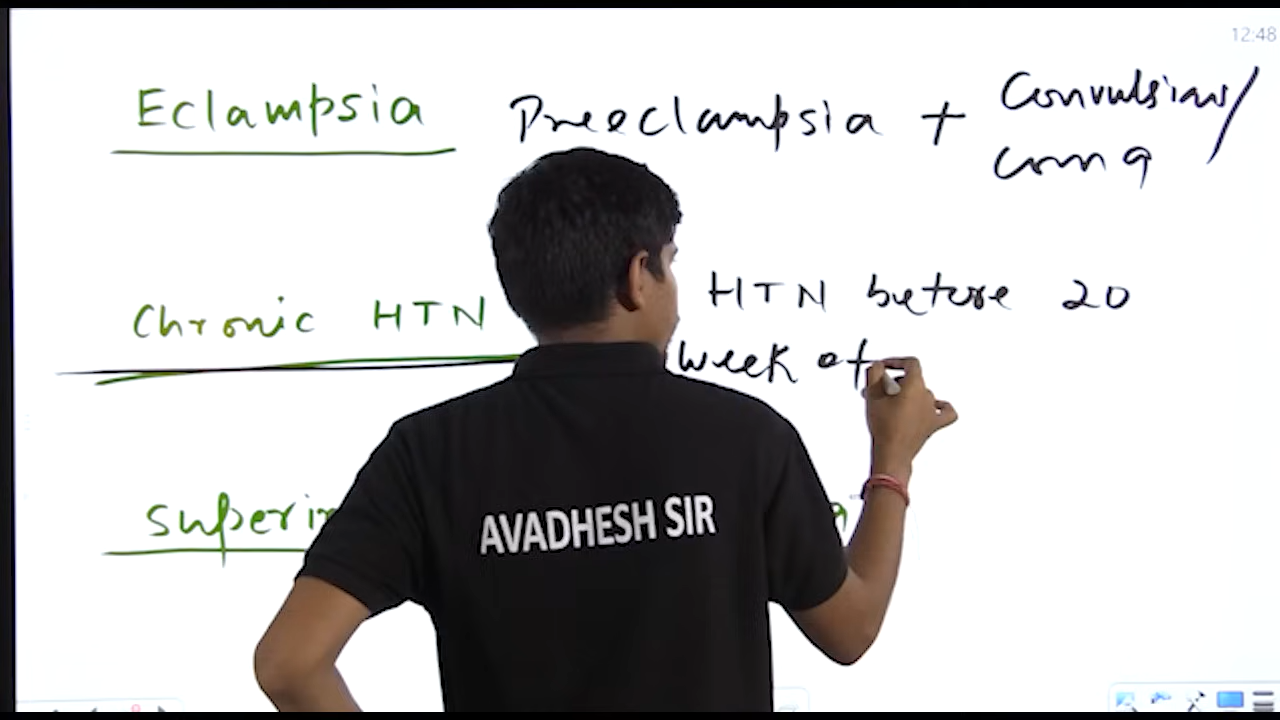 12:48
Eclampsia Preeclampsia + Convulsions/
coma
Chronic HTN HTN before 20
week of
AVADHESH SIR